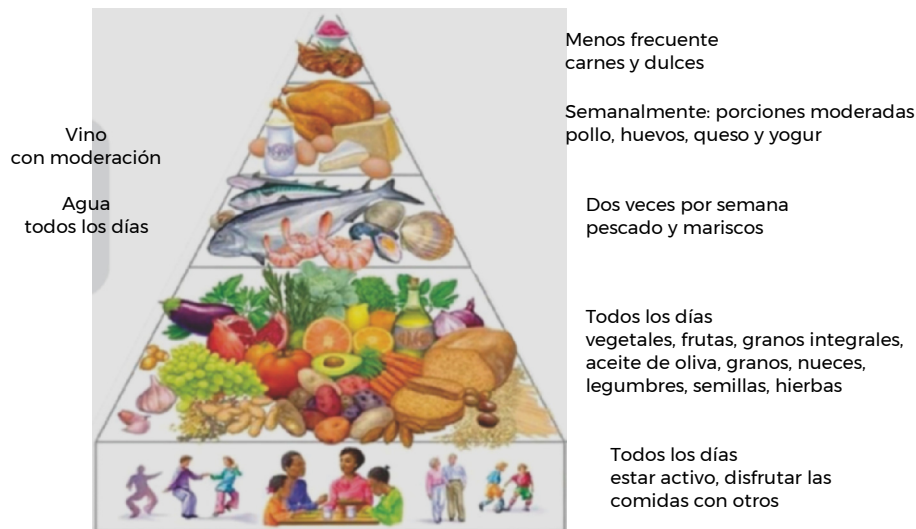 Menos frecuente
carnes y dulces
Semanalmente: porciones moderadas
pollo, huevos, queso y yogur
Vino
con moderación
Agua
todos los días
Dos veces por semana
pescado y mariscos
Todos los días
vegetales, frutas, granos integrales,
aceite de oliva, granos, nueces,
legumbres, semillas, hierbas
Todos los días
estar activo, disfrutar las
comidas con otros